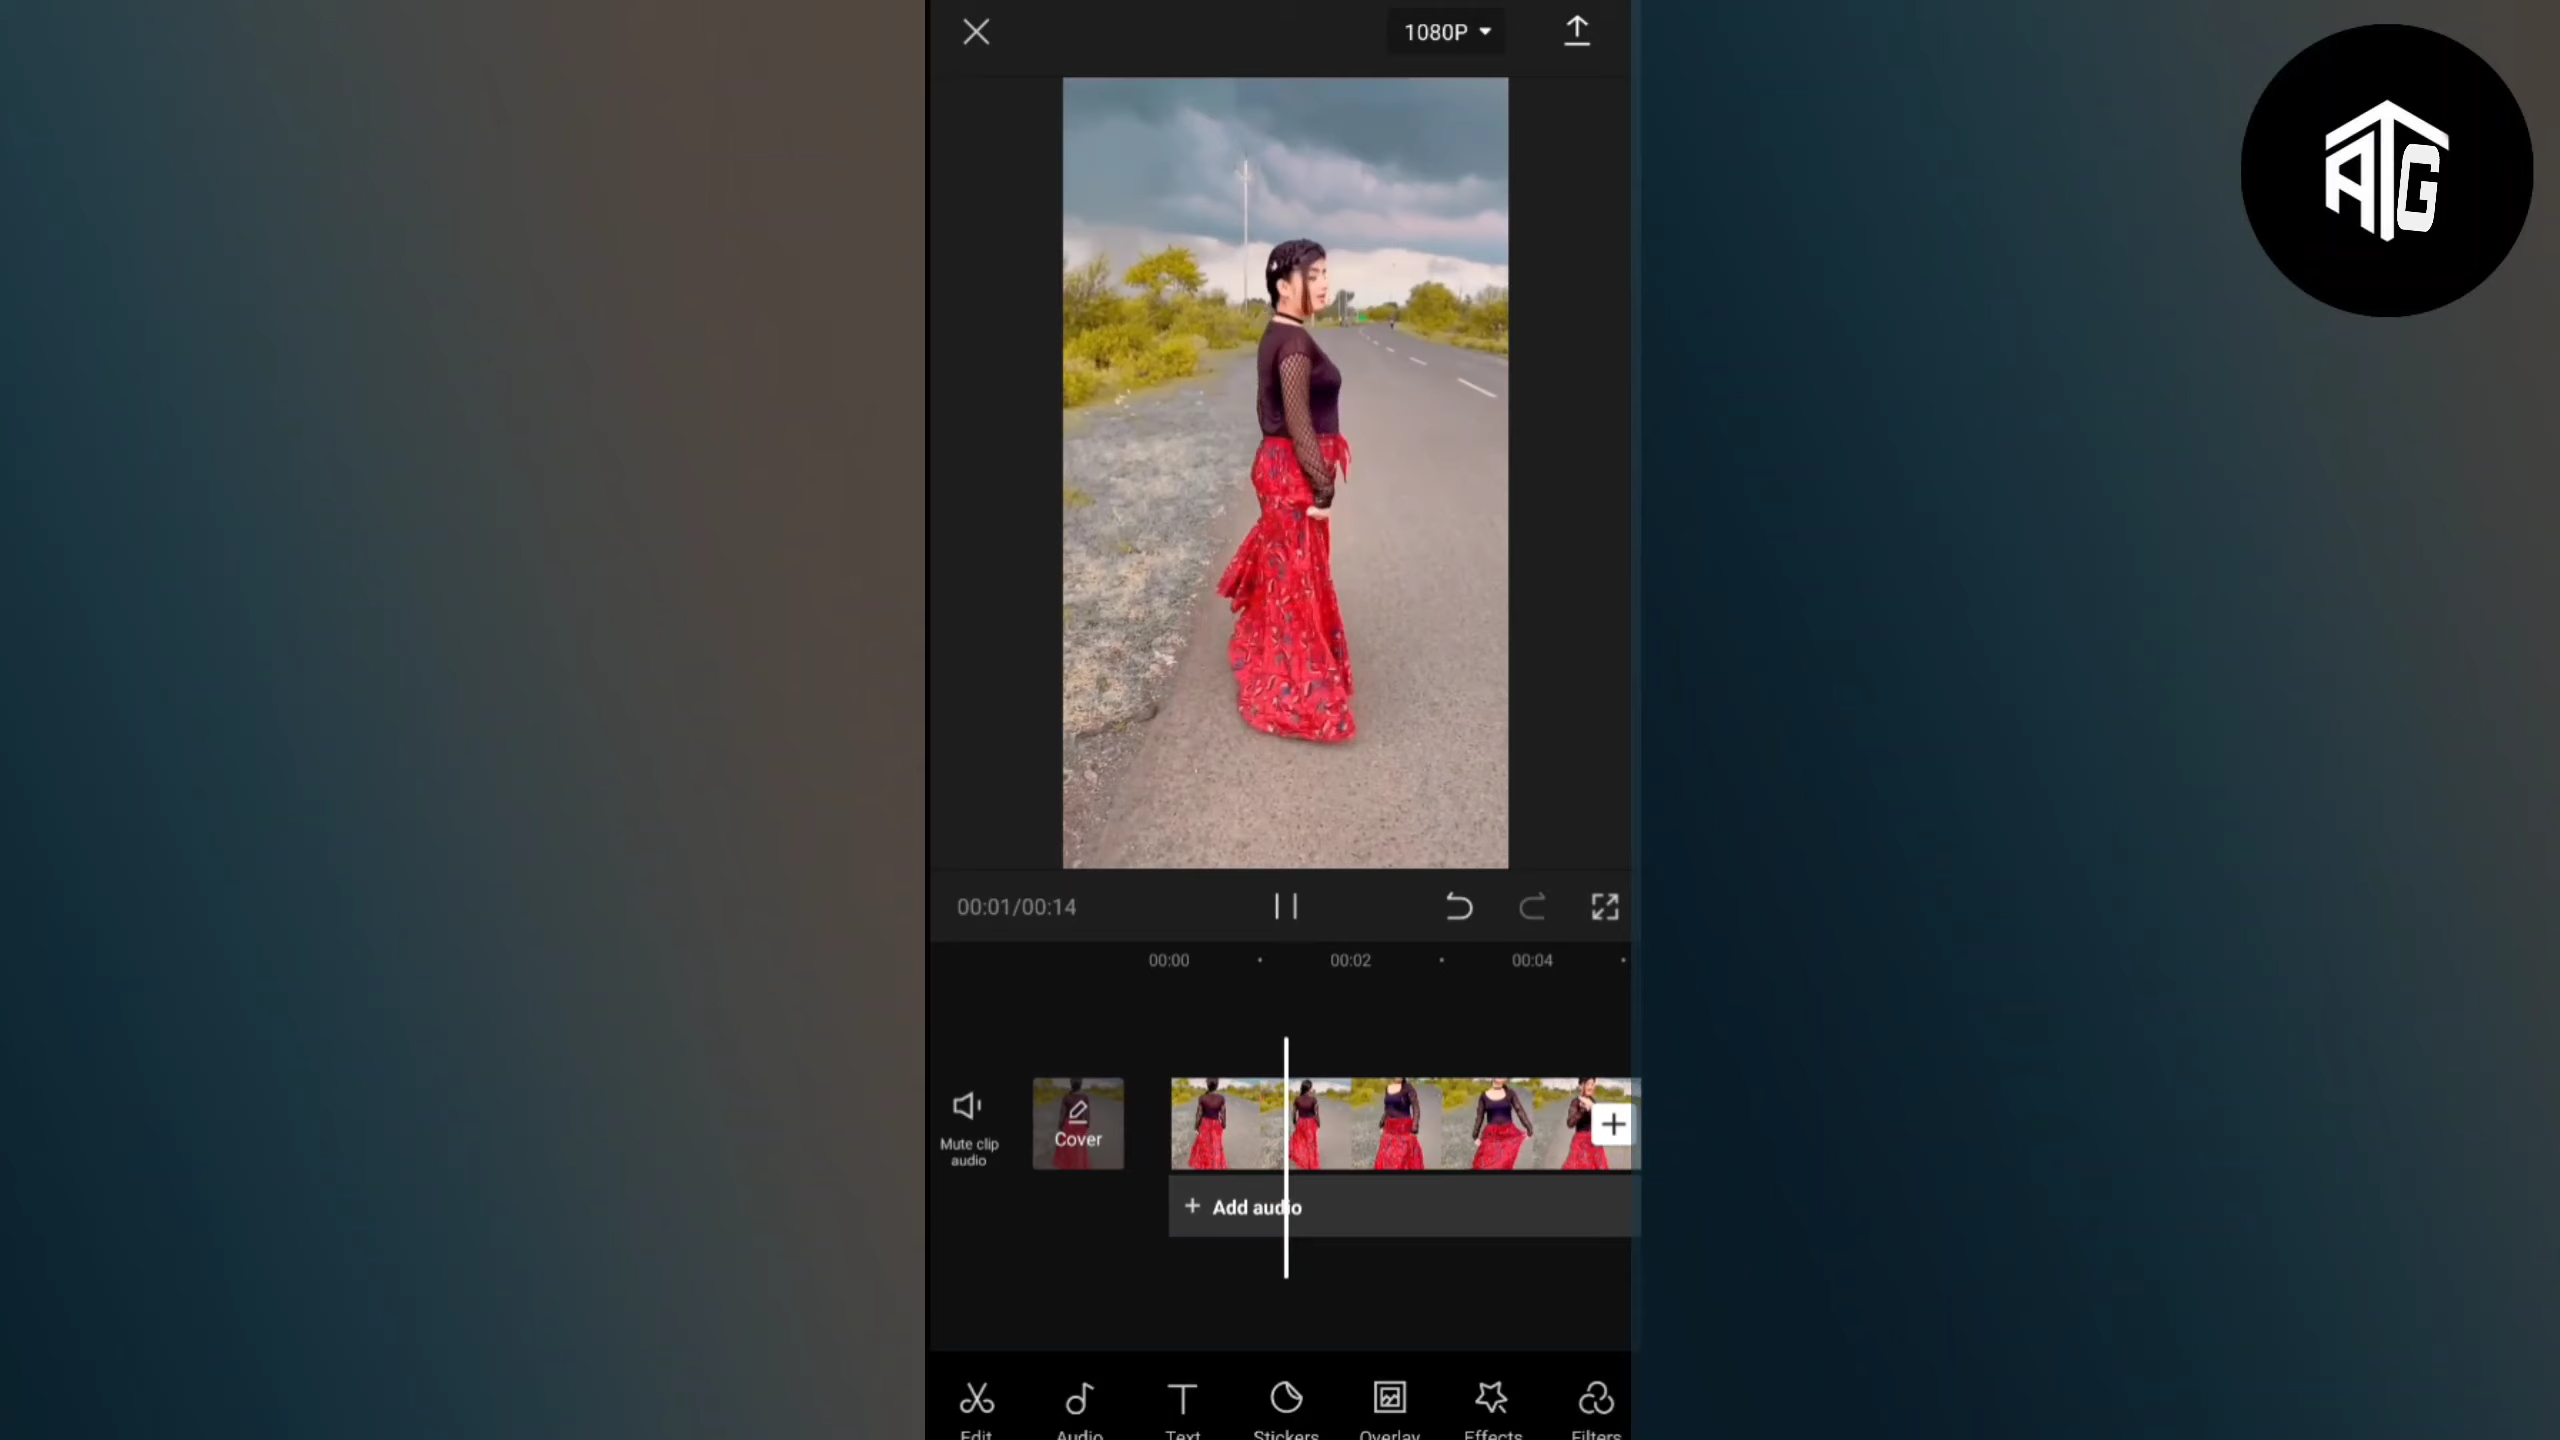 1080P
ATG
00:01/00:14
00:00
00:02
00:04
Mute clip
audio
Cover
+ Add audio
Edit
Audio
Text
Stickers
Overlay
Effects
Filters